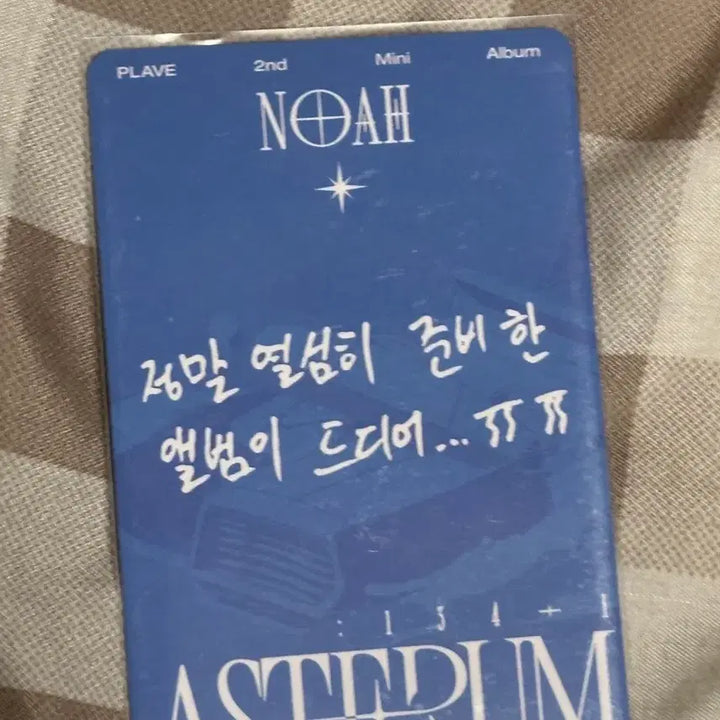 PLAVE 2nd Mini Album
NOAH
정말 열심히 준비한
앨범이 드디어... ㅠㅠ
: 1 3 4 - 1
ASTERUM